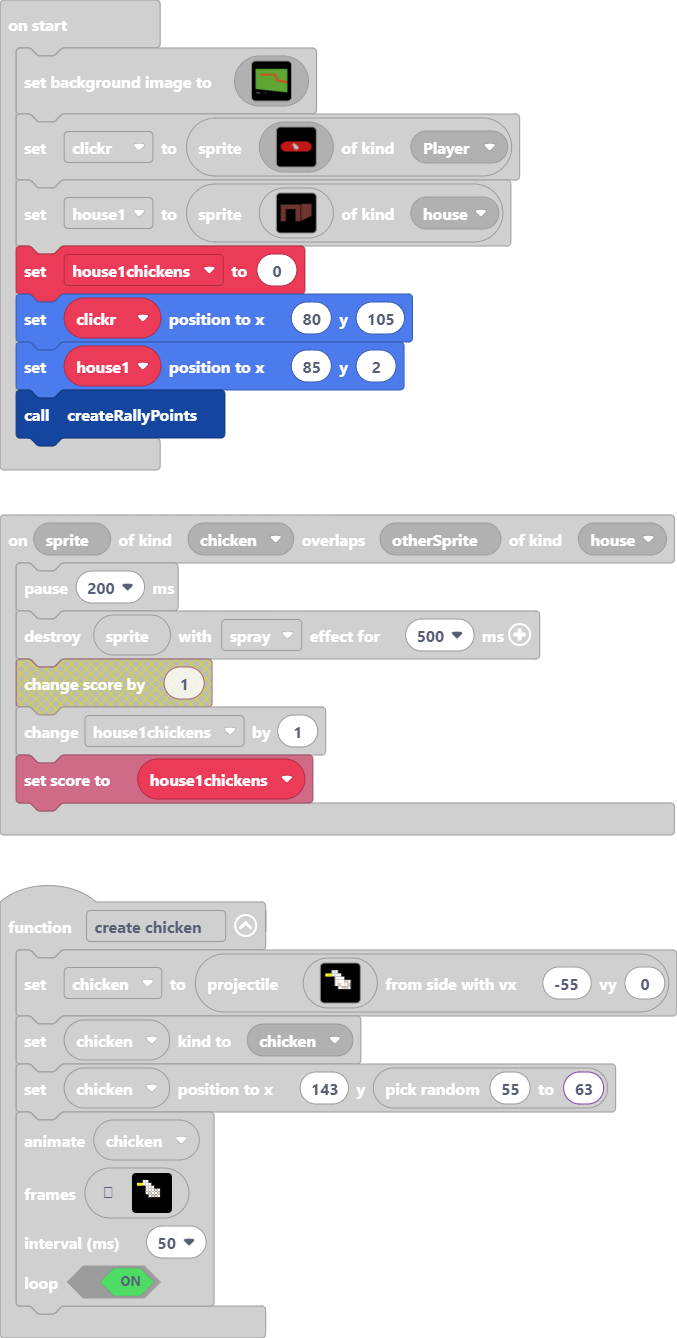 on start
set background image to
set clickr to sprite of kind Player
set house1 to sprite of kind house
set house1chickens to 0
set clickr position to x 80 y 105
set house1 position to x 85 y 2
call createRallyPoints
on sprite of kind chicken overlaps otherSprite of kind house
pause 200 ms
destroy sprite with spray effect for 500 ms
change score by 1
change house1chickens by 1
set score to house1chickens
function create chicken
set chicken to projectile from side with vx -55 vy 0
set chicken kind to chicken
set chicken position to x 143 y pick random 55 to 63
animate chicken
frames
interval (ms) 50
loop ON